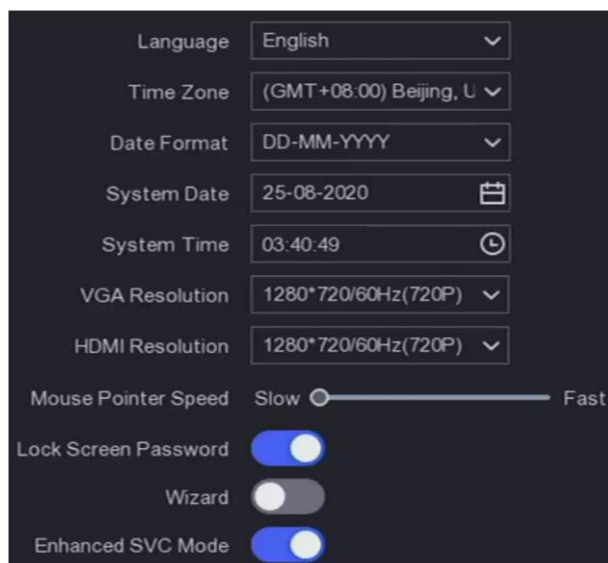 Language English
Time Zone (GMT+08:00) Beijing, U
Date Format DD-MM-YYYY
System Date 25-08-2020
System Time 03:40:49
VGA Resolution 1280*720/60Hz(720P)
HDMI Resolution 1280*720/60Hz(720P)
Mouse Pointer Speed Slow Fast
Lock Screen Password
Wizard
Enhanced SVC Mode